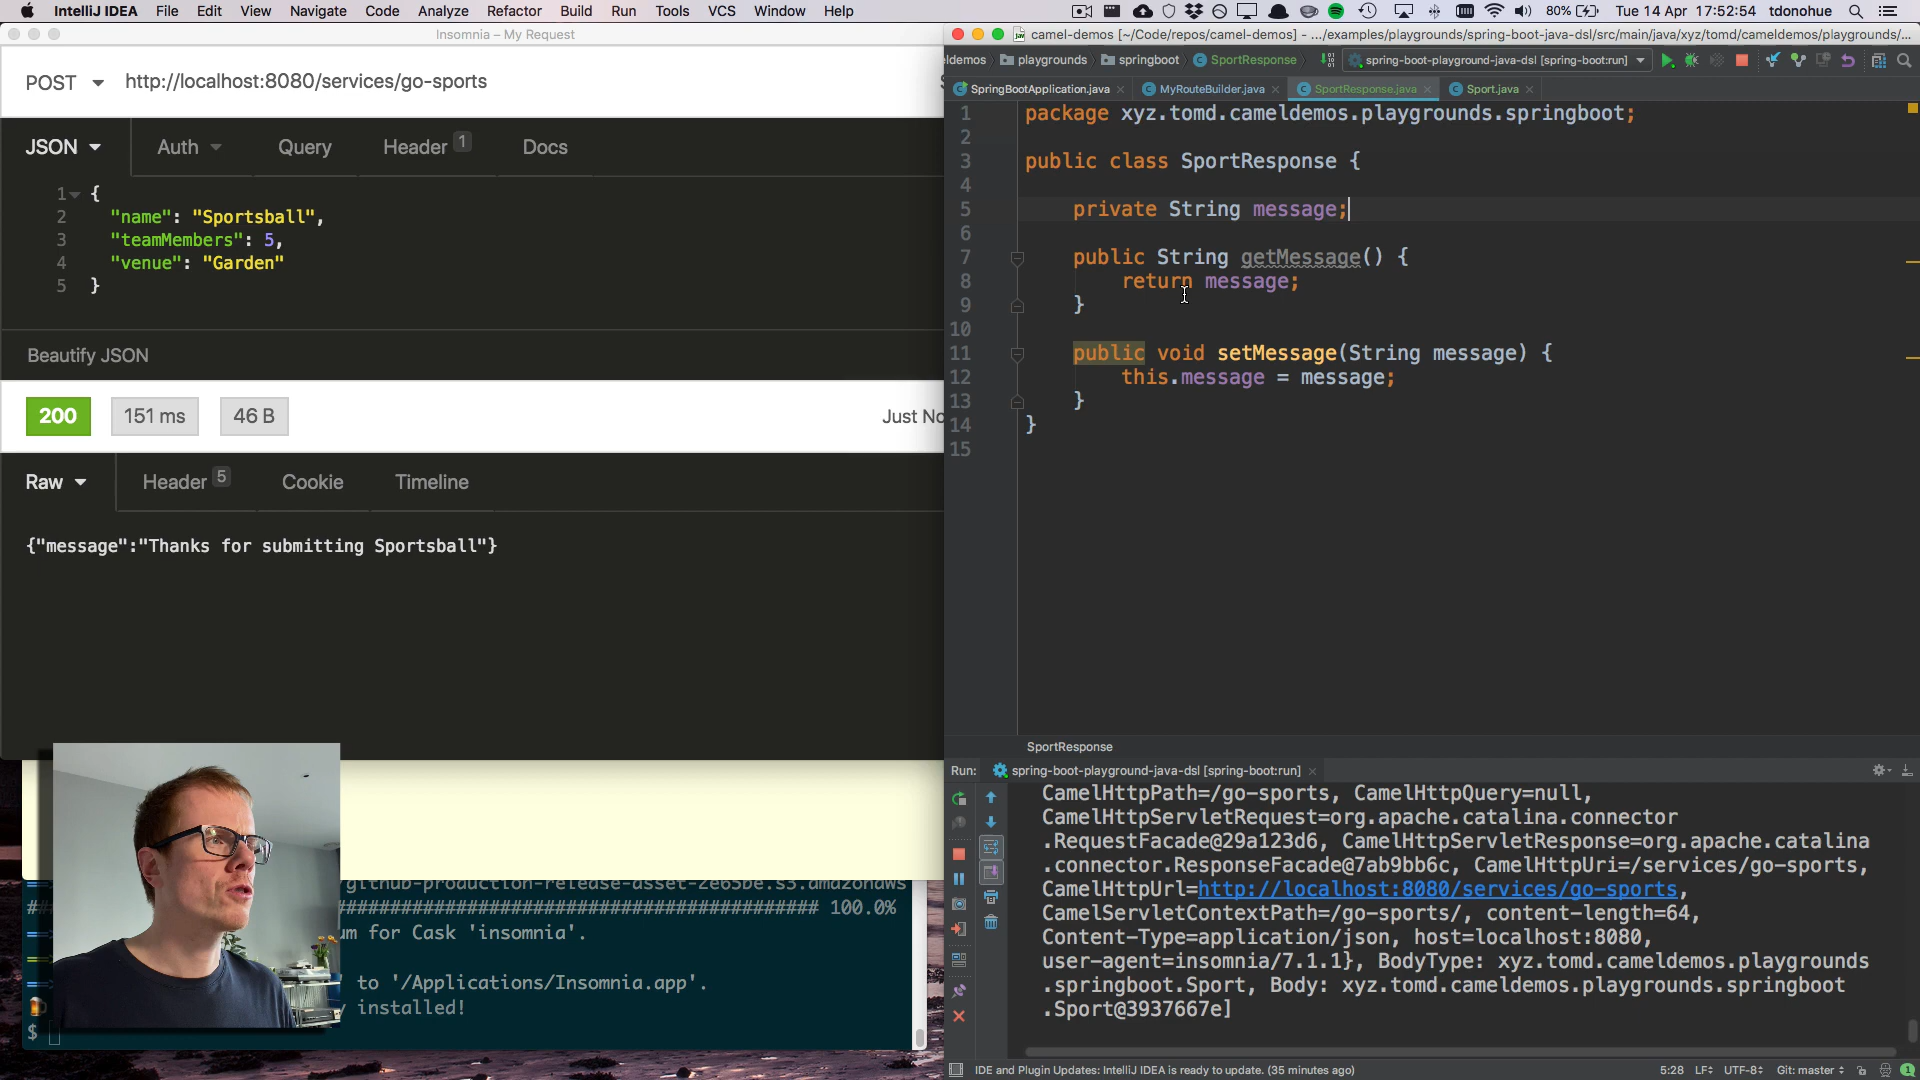 IntelliJ IDEA File Edit View Navigate Code Analyze Refactor Build Run Tools VCS Window Help
80% Tue 14 Apr 17:52:54 tdonohue
Insomnia – My Request
POST http://localhost:8080/services/go-sports
JSON Auth Query Header 1 Docs
1 {
2 "name": "Sportsball",
3 "teamMembers": 5,
4 "venue": "Garden"
5 }
Beautify JSON
200 151 ms 46 B Just No
Raw Header 5 Cookie Timeline
{"message":"Thanks for submitting Sportsball"}
github-production-release-asset-2e65be.s3.amazonaws
100.0%
um for Cask 'insomnia'.
to '/Applications/Insomnia.app'.
installed!
$
camel-demos [~/Code/repos/camel-demos] - .../examples/playgrounds/spring-boot-java-dsl/src/main/java/xyz/tomd/cameldemos/playgrounds/...
eldemos playgrounds springboot SportResponse spring-boot-playground-java-dsl [spring-boot:run]
SpringBootApplication.java MyRouteBuilder.java SportResponse.java Sport.java
1 package xyz.tomd.cameldemos.playgrounds.springboot;
2
3 public class SportResponse {
4
5 private String message;
6
7 public String getMessage() {
8 return message;
9 }
10
11 public void setMessage(String message) {
12 this.message = message;
13 }
14 }
15
SportResponse
Run: spring-boot-playground-java-dsl [spring-boot:run]
CamelHttpPath=/go-sports, CamelHttpQuery=null,
CamelHttpServletRequest=org.apache.catalina.connector
.RequestFacade@29a123d6, CamelHttpServletResponse=org.apache.catalina
.connector.ResponseFacade@7ab9bb6c, CamelHttpUri=/services/go-sports,
CamelHttpUrl=http://localhost:8080/services/go-sports,
CamelServletContextPath=/go-sports/, content-length=64,
Content-Type=application/json, host=localhost:8080,
user-agent=insomnia/7.1.1}, BodyType: xyz.tomd.cameldemos.playgrounds
.springboot.Sport, Body: xyz.tomd.cameldemos.playgrounds.springboot
.Sport@3937667e]
IDE and Plugin Updates: IntelliJ IDEA is ready to update. (35 minutes ago) 5:28 LF UTF-8 Git: master 1